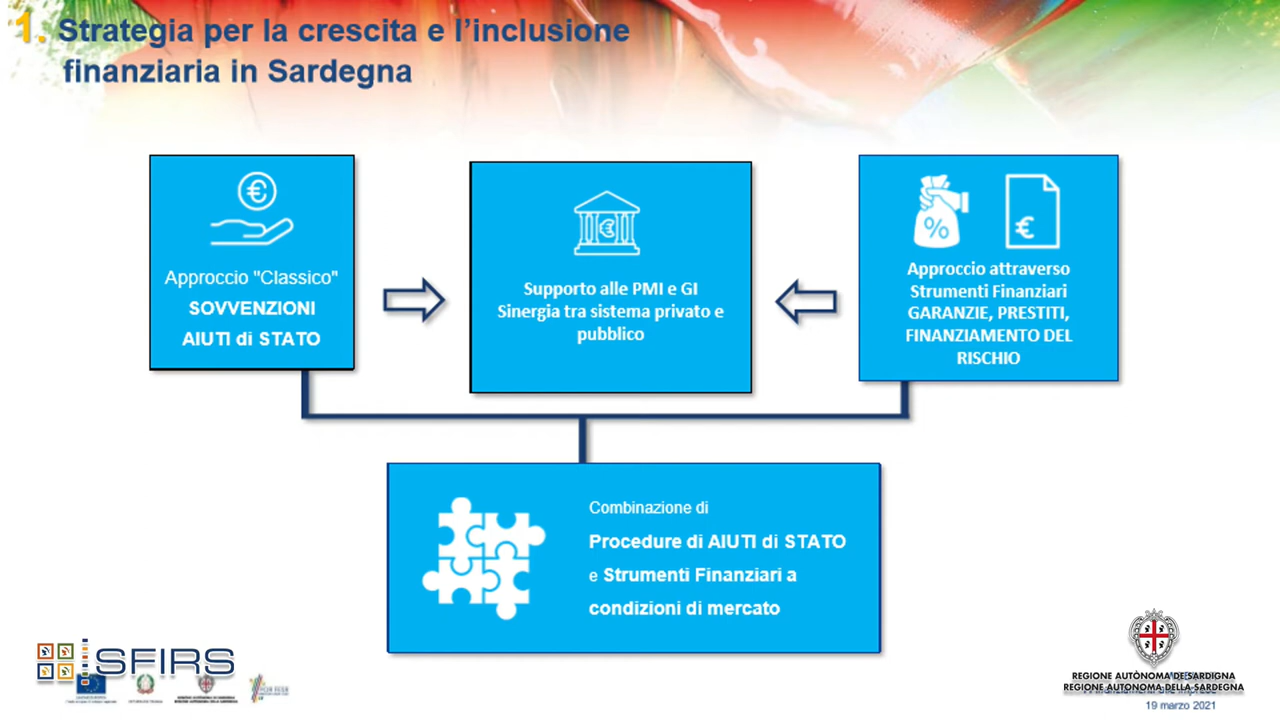 1. Strategia per la crescita e l’inclusione
finanziaria in Sardegna
Approccio "Classico"
SOVVENZIONI
AIUTI di STATO
Supporto alle PMI e GI
Sinergia tra sistema privato e
pubblico
%
€
Approccio attraverso
Strumenti Finanziari
GARANZIE, PRESTITI,
FINANZIAMENTO DEL
RISCHIO
Combinazione di
Procedure di AIUTI di STATO
e Strumenti Finanziari a
condizioni di mercato
SFIRS
REGIONE AUTÒNOMA DE SARDIGNA
REGIONE AUTONOMA DELLA SARDEGNA
19 marzo 2021